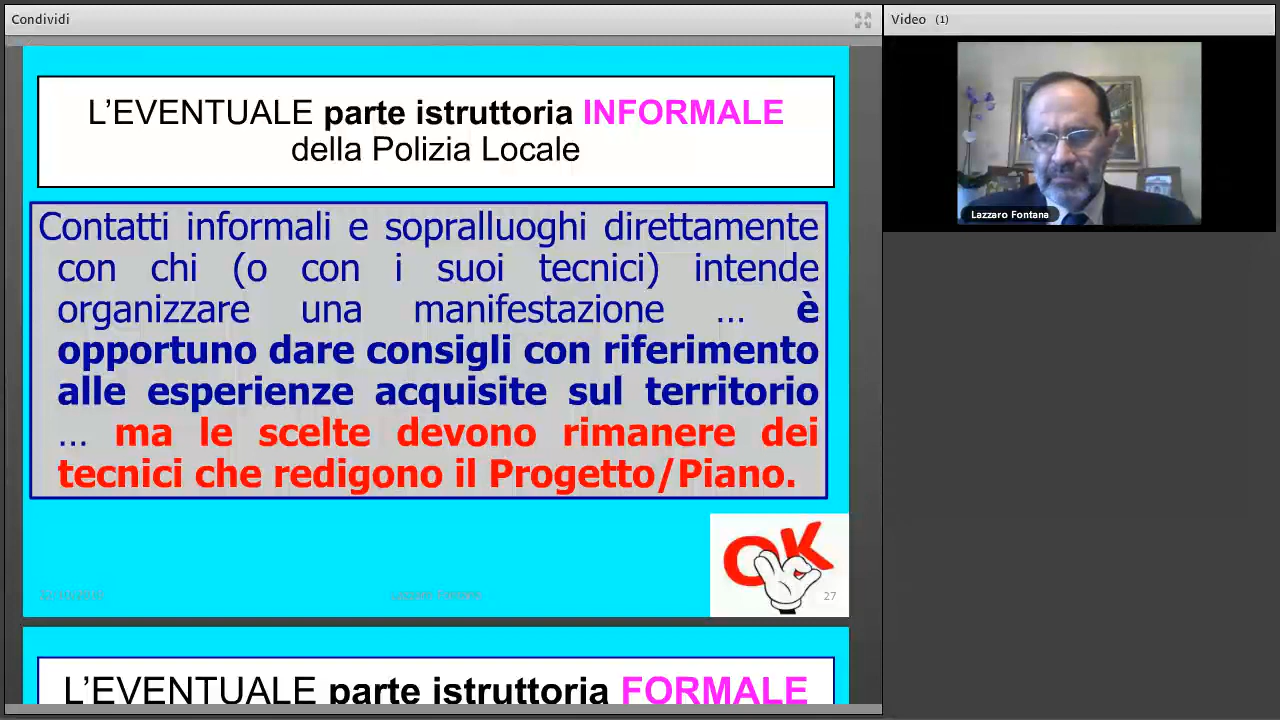 Condividi
L’EVENTUALE parte istruttoria INFORMALE
della Polizia Locale
Contatti informali e sopralluoghi direttamente
con chi (o con i suoi tecnici) intende
organizzare una manifestazione … è
opportuno dare consigli con riferimento
alle esperienze acquisite sul territorio
… ma le scelte devono rimanere dei
tecnici che redigono il Progetto/Piano.
OK
Lazzaro Fontana
27
L’EVENTUALE parte istruttoria FORMALE
Video (1)
Lazzaro Fontana